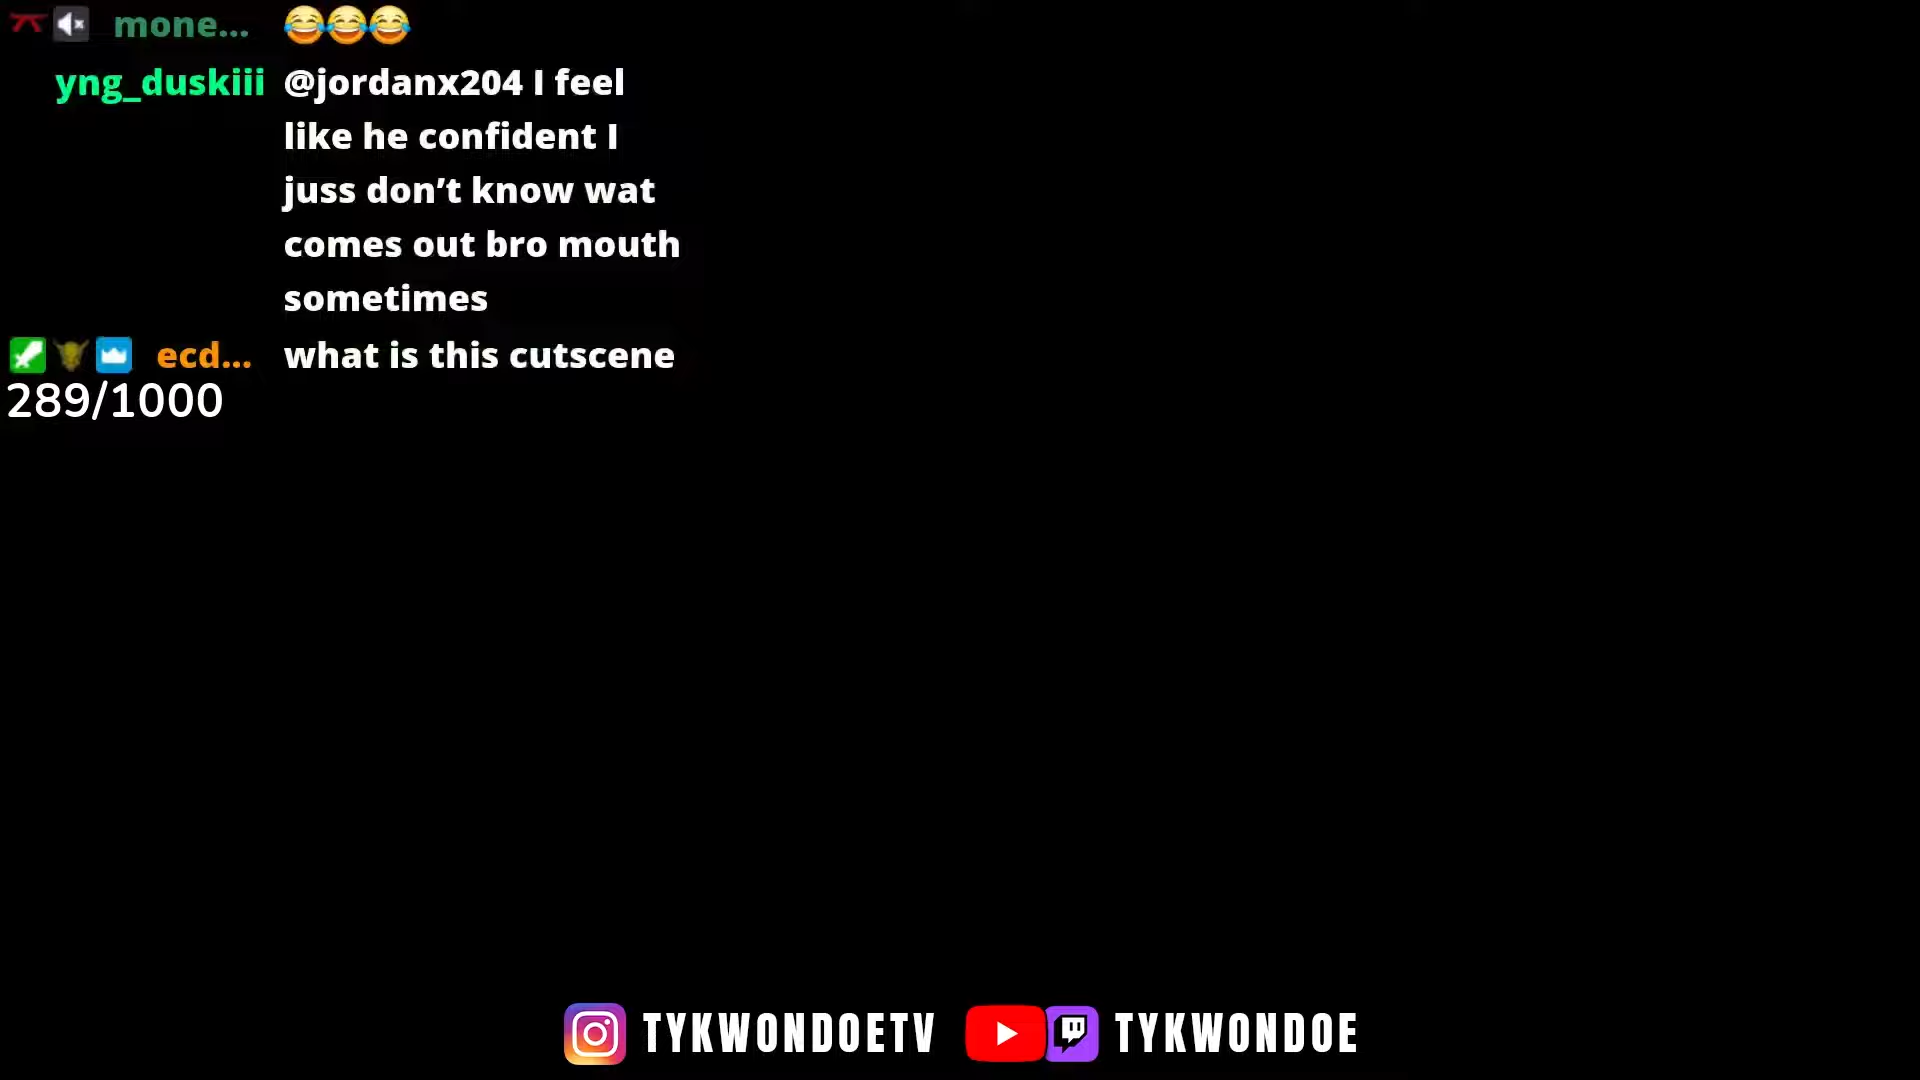 mone... 😂😂😂
yng_duskiii @jordanx204 I feel
like he confident I
juss don’t know wat
comes out bro mouth
sometimes
ecd... what is this cutscene
289/1000
TYKWONDOETV TYKWONDOE